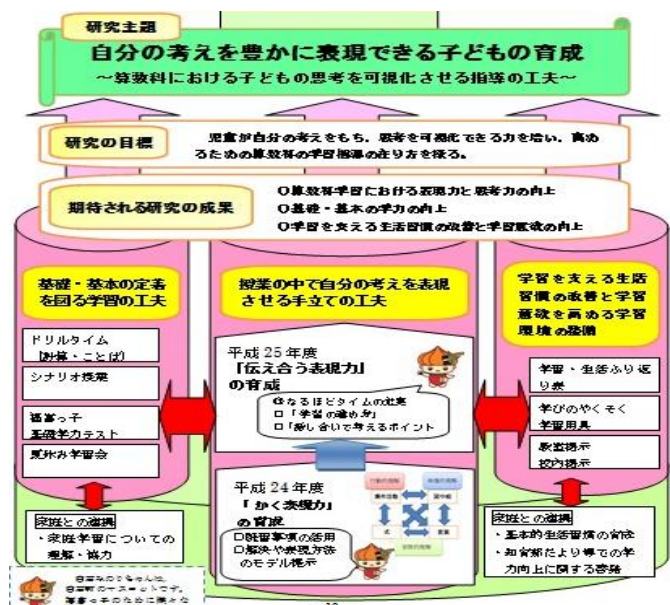 研究主題
自分の考えを豊かに表現できる子どもの育成
～算数科における子どもの思考を可視化させる指導の工夫～
研究の目標
児童が自分の考えをもち，思考を可視化できる力を培い，高め
るための算数科の学習指導の在り方を探る。
期待される研究の成果
○算数科学習における表現力と思考力の向上
○基礎・基本の学力の向上
○学習を支える生活習慣の改善と学習意欲の向上
基礎・基本の定着
を図る学習の工夫
ドリルタイム
(計算・ことば)
シナリオ授業
基礎学力テスト
夏休み学習会
家庭との連携
・家庭学習についての
理解・協力
授業の中で自分の考えを表現
させる手立ての工夫
平成25年度
「伝え合う表現力」
の育成
◎なるほどタイムの充実
□「学習の進め方」
□「話し合いで考えるポイント
平成24年度
「かく表現力」
の育成
□既習事項の活用
□解決や表現方法
のモデル提示
学習を支える生活
習慣の改善と学習
意欲を高める学習
環境の整備
学習・生活ふり返
り表
学びのやくそく
学習用具
教室掲示
校内掲示
家庭との連携
・基本的生活習慣の育成
・知育部だより等での学
力向上に関する啓発